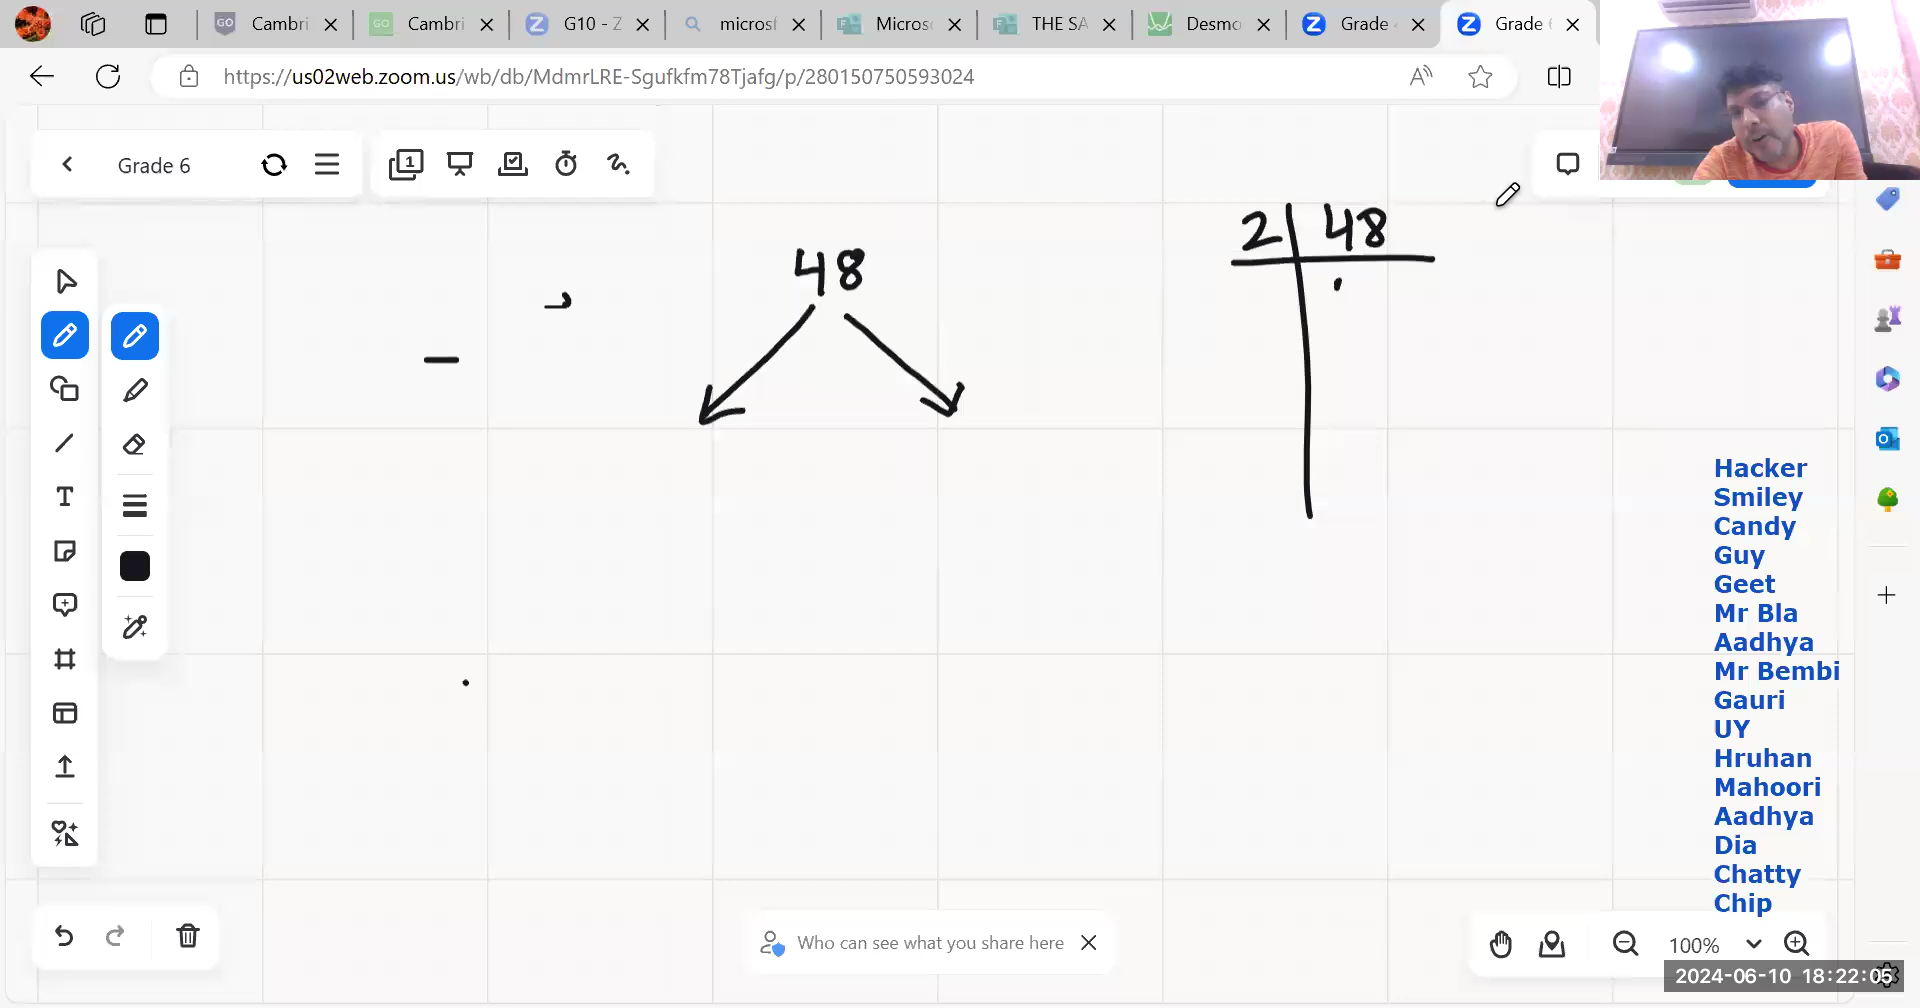 Cambri
Cambri
G10 - Z
microsf
Micros
THE SA
Desmo
Grade
Grade 6
https://us02web.zoom.us/wb/db/MdmrLRE-Sgufkfm78Tjafg/p/280150750593024
Grade 6
1
48
2 48
Hacker
Smiley
Candy
Guy
Geet
Mr Bla
Aadhya
Mr Bembi
Gauri
UY
Hruhan
Mahoori
Aadhya
Dia
Chatty
Chip
Who can see what you share here
100%
2024-06-10 18:22:05